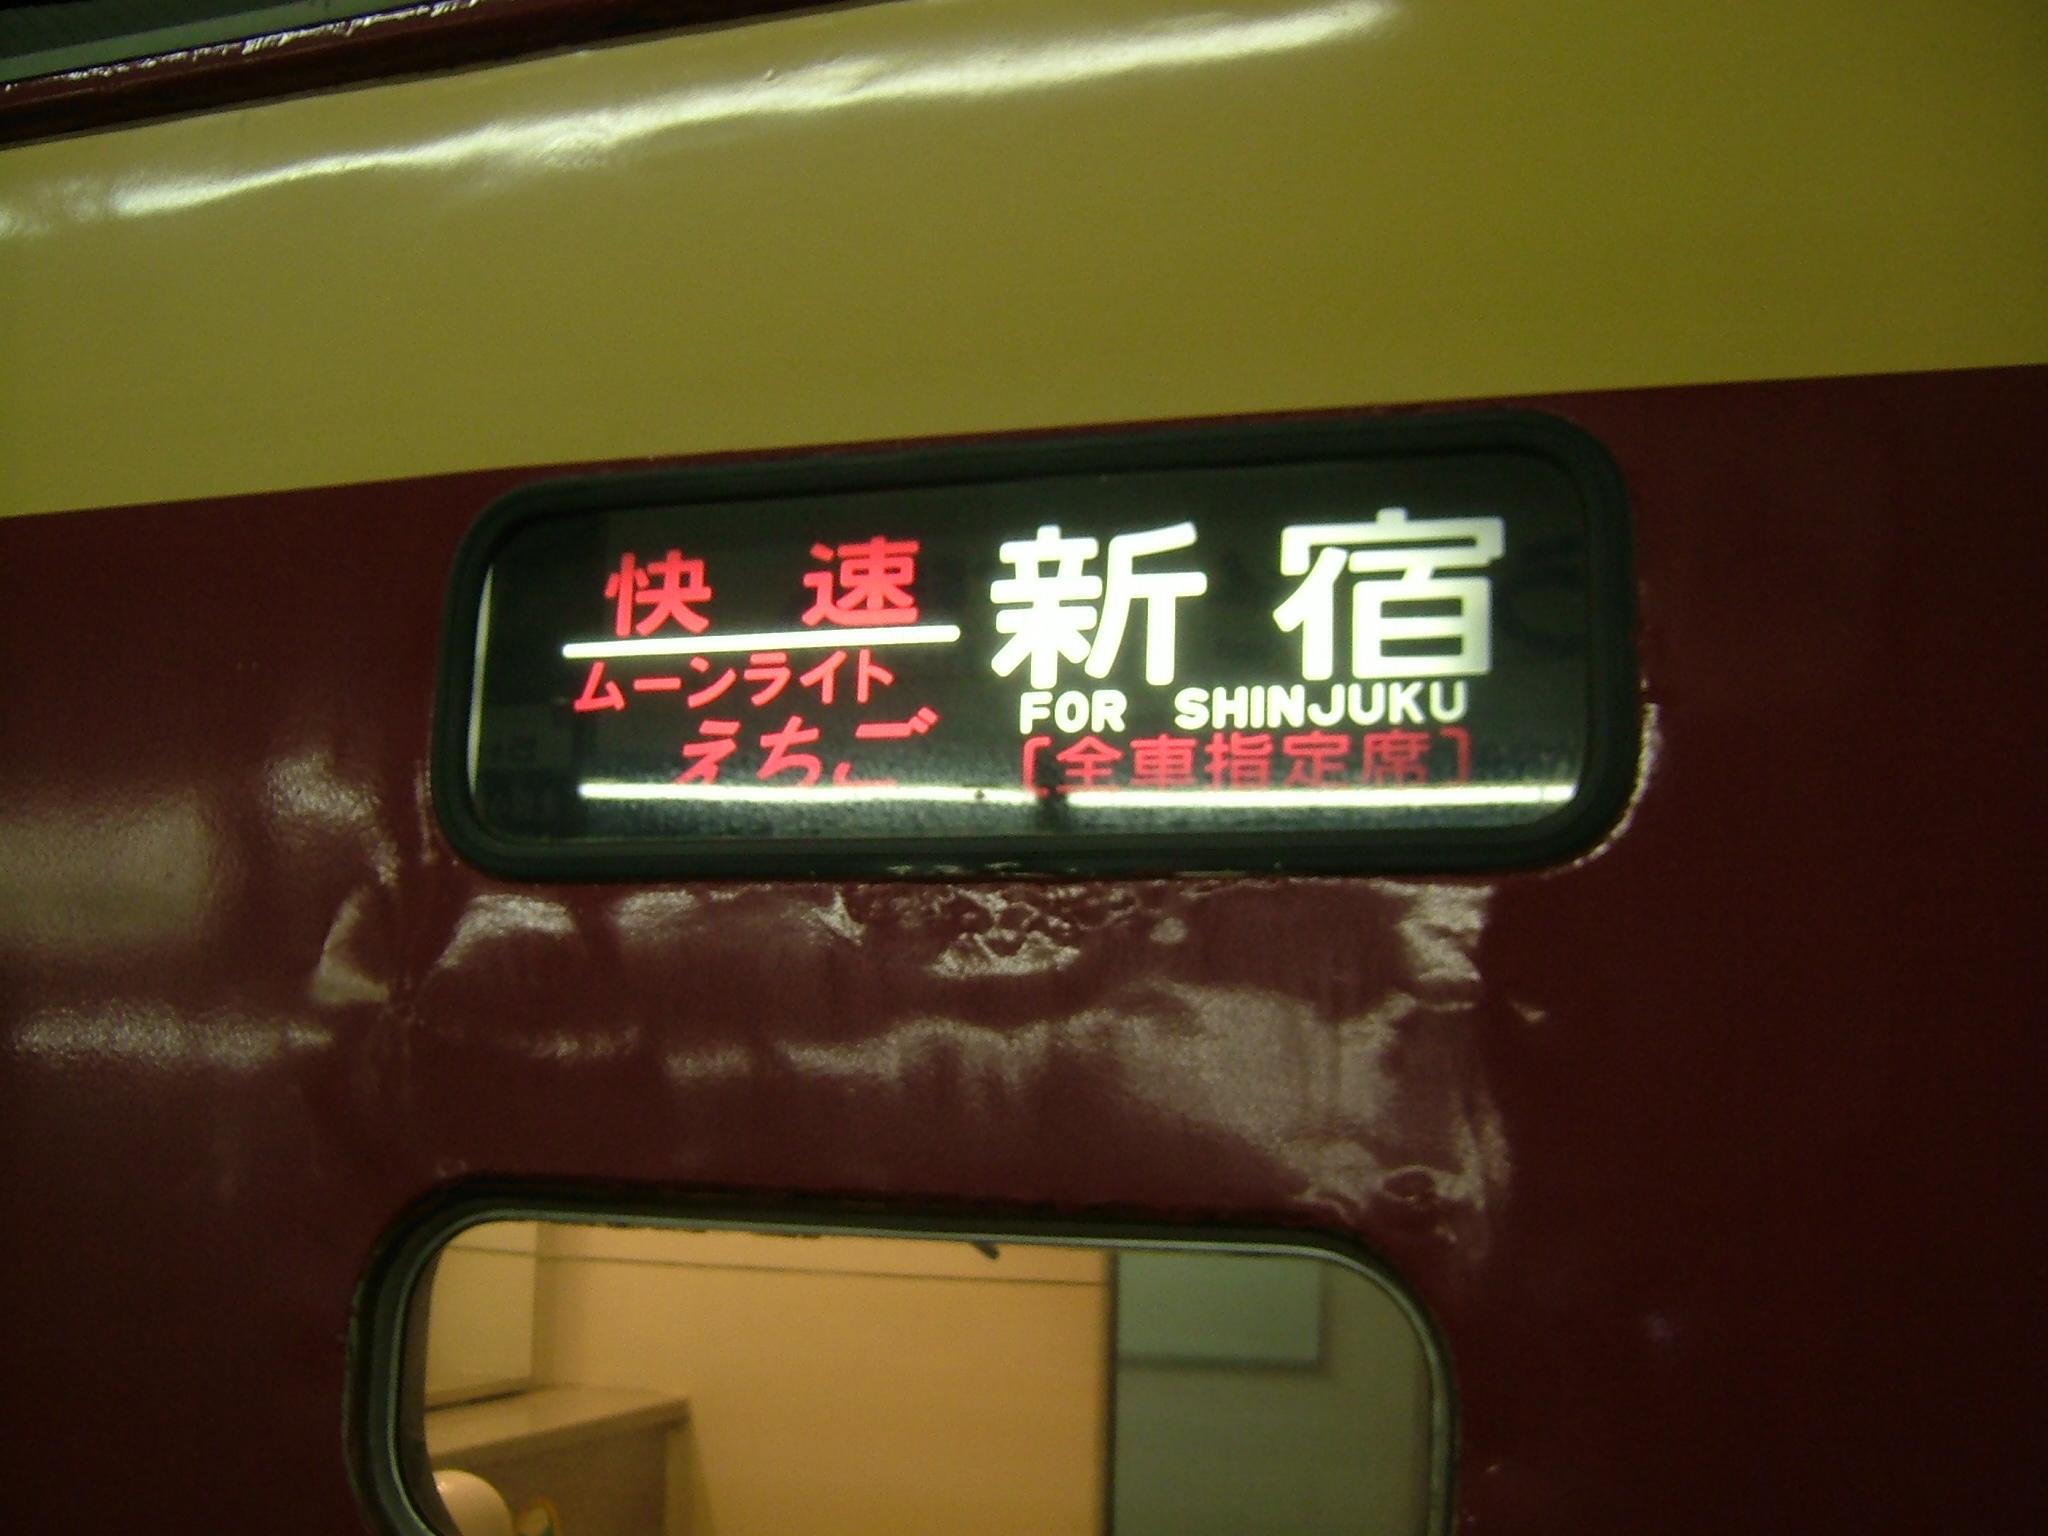 快速
ムーンライト
えちご
新宿
FOR SHINJUKU
[全車指定席]